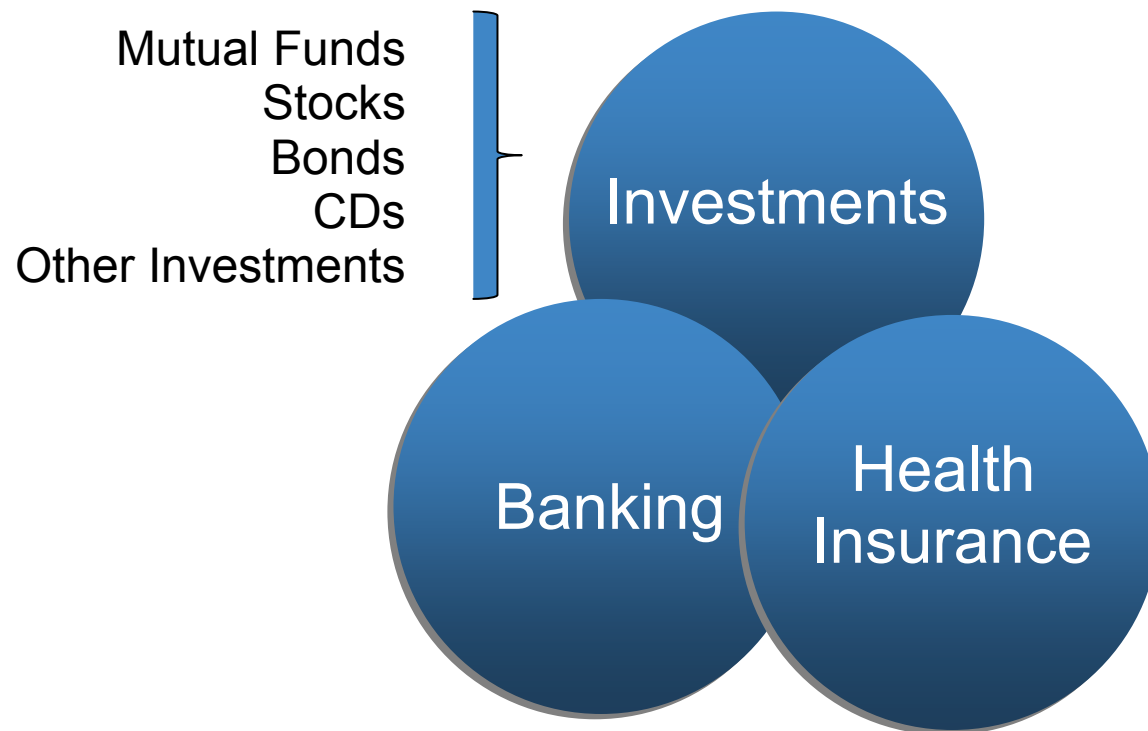 Mutual Funds
Stocks
Bonds
CDs
Other Investments
Investments
Banking
Health
Insurance